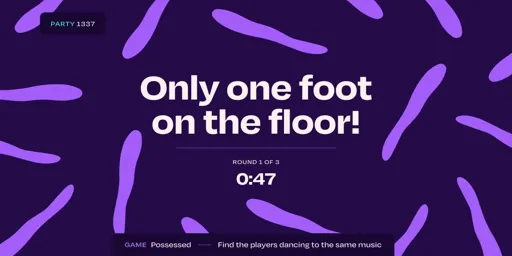 PARTY 1337
Only one foot
on the floor!
ROUND 1 OF 3
0:47
GAME Possessed Find the players dancing to the same music